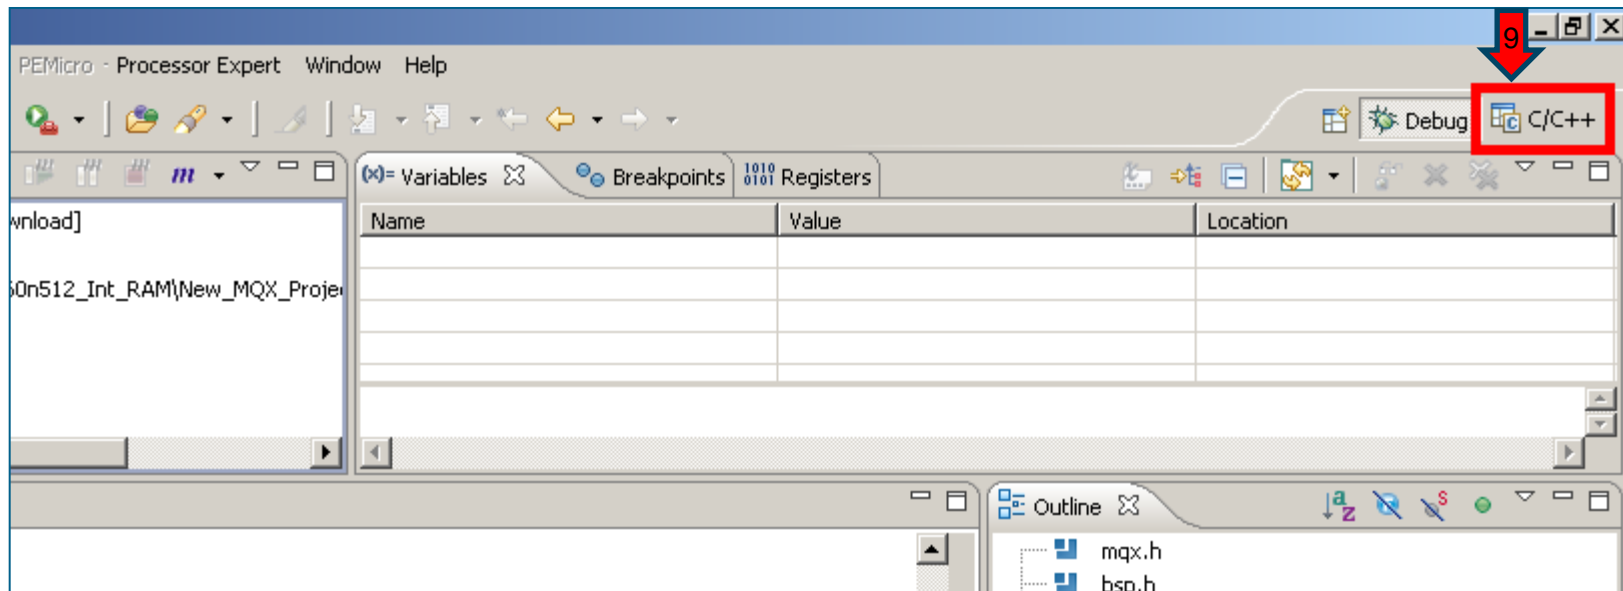 9
PEMicro - Processor Expert Window Help
Debug C/C++
(x)= Variables Breakpoints 1010 0101 Registers
wnload]
Name Value Location
60n512_Int_RAM\New_MQX_Proje
Outline
mqx.h
bsp.h